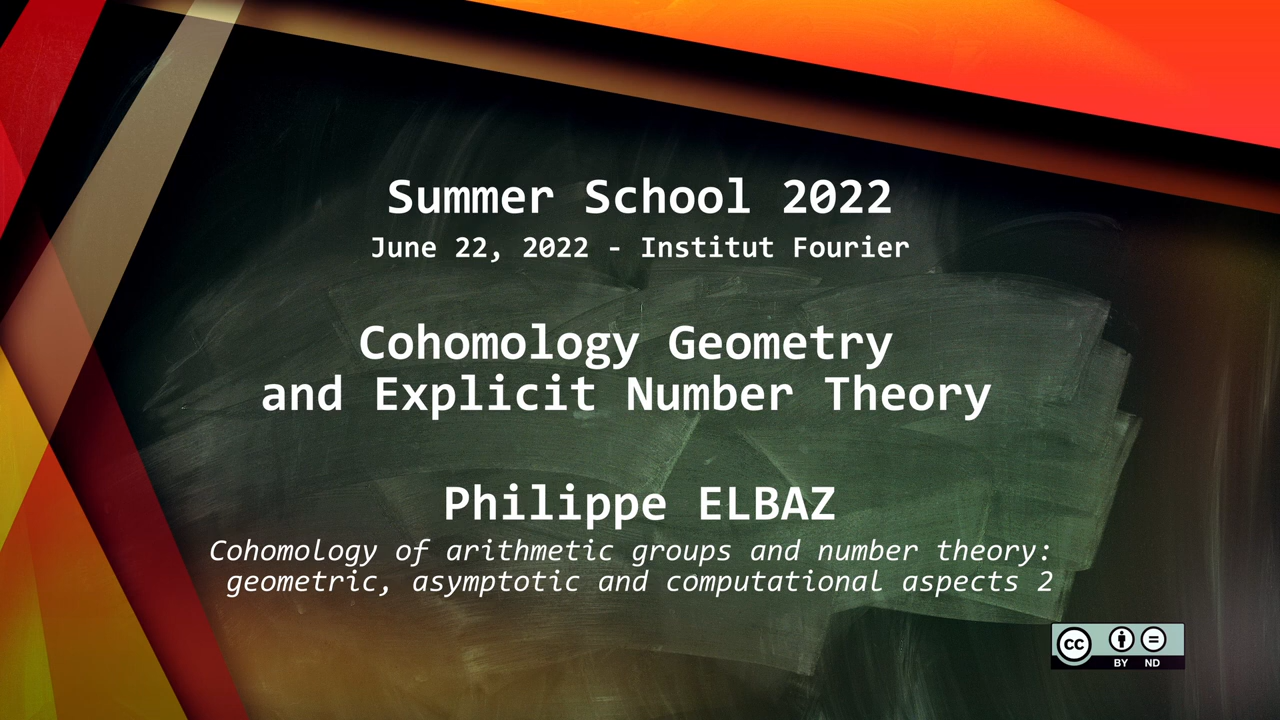 Summer School 2022
June 22, 2022 - Institut Fourier
Cohomology Geometry
and Explicit Number Theory
Philippe ELBAZ
Cohomology of arithmetic groups and number theory:
geometric, asymptotic and computational aspects 2
cc
BY ND